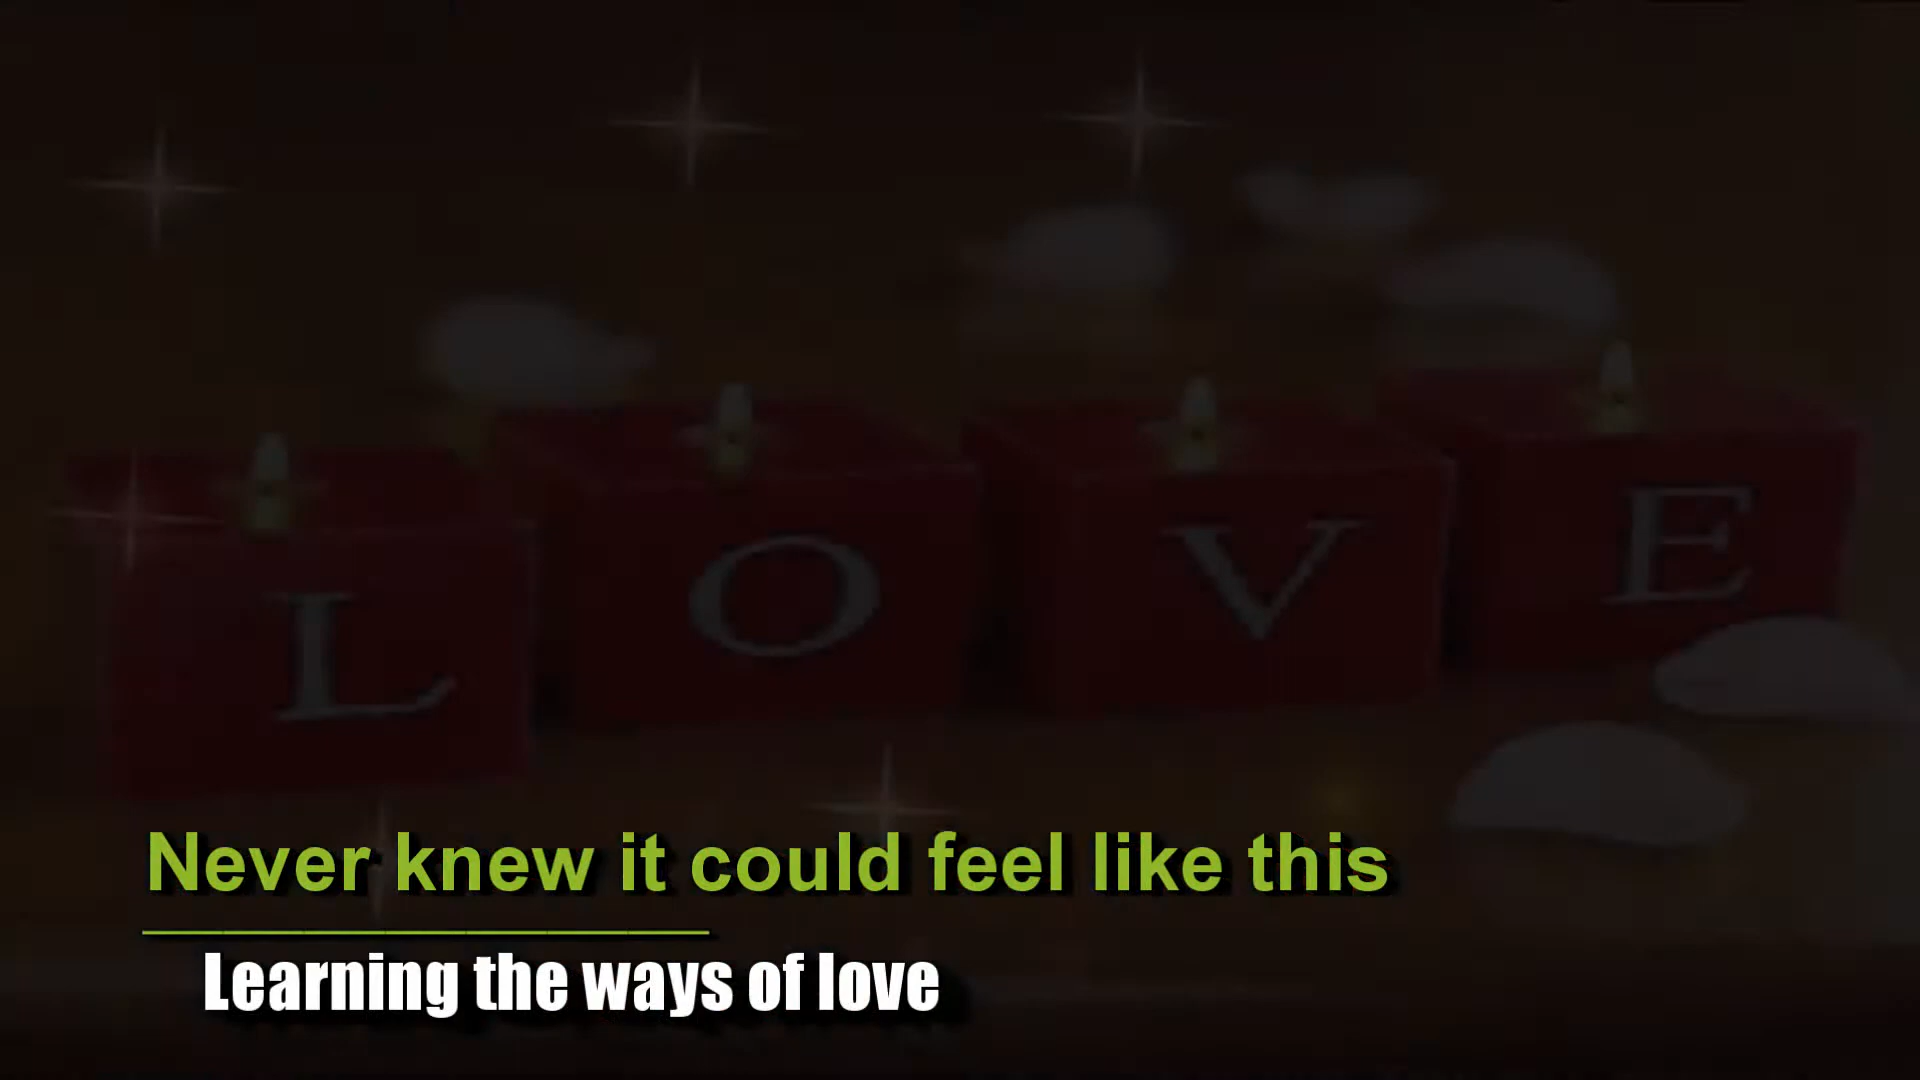 L O V E
Never knew it could feel like this
Learning the ways of love